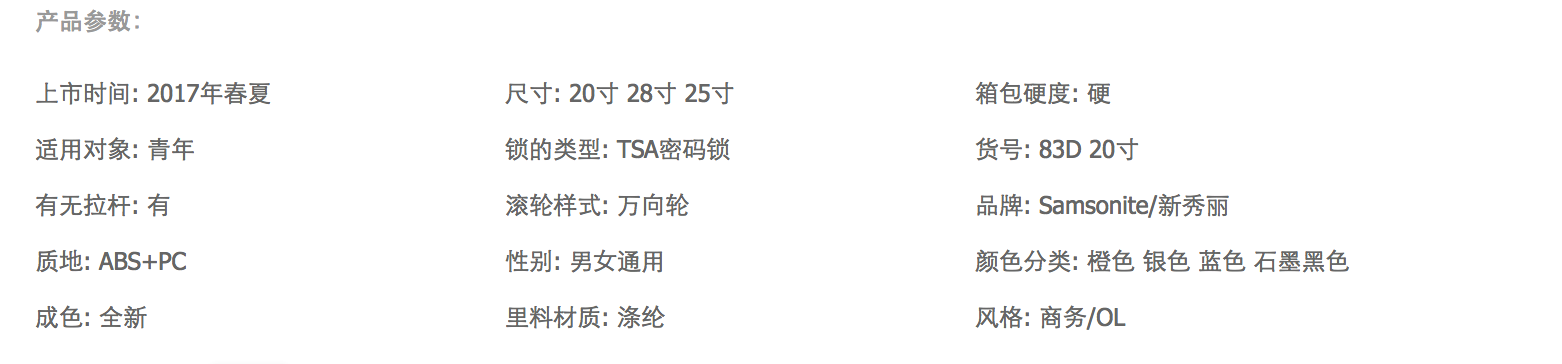 产品参数：
上市时间: 2017年春夏 尺寸: 20寸 28寸 25寸 箱包硬度: 硬
适用对象: 青年 锁的类型: TSA密码锁 货号: 83D 20寸
有无拉杆: 有 滚轮样式: 万向轮 品牌: Samsonite/新秀丽
质地: ABS+PC 性别: 男女通用 颜色分类: 橙色 银色 蓝色 石墨黑色
成色: 全新 里料材质: 涤纶 风格: 商务/OL